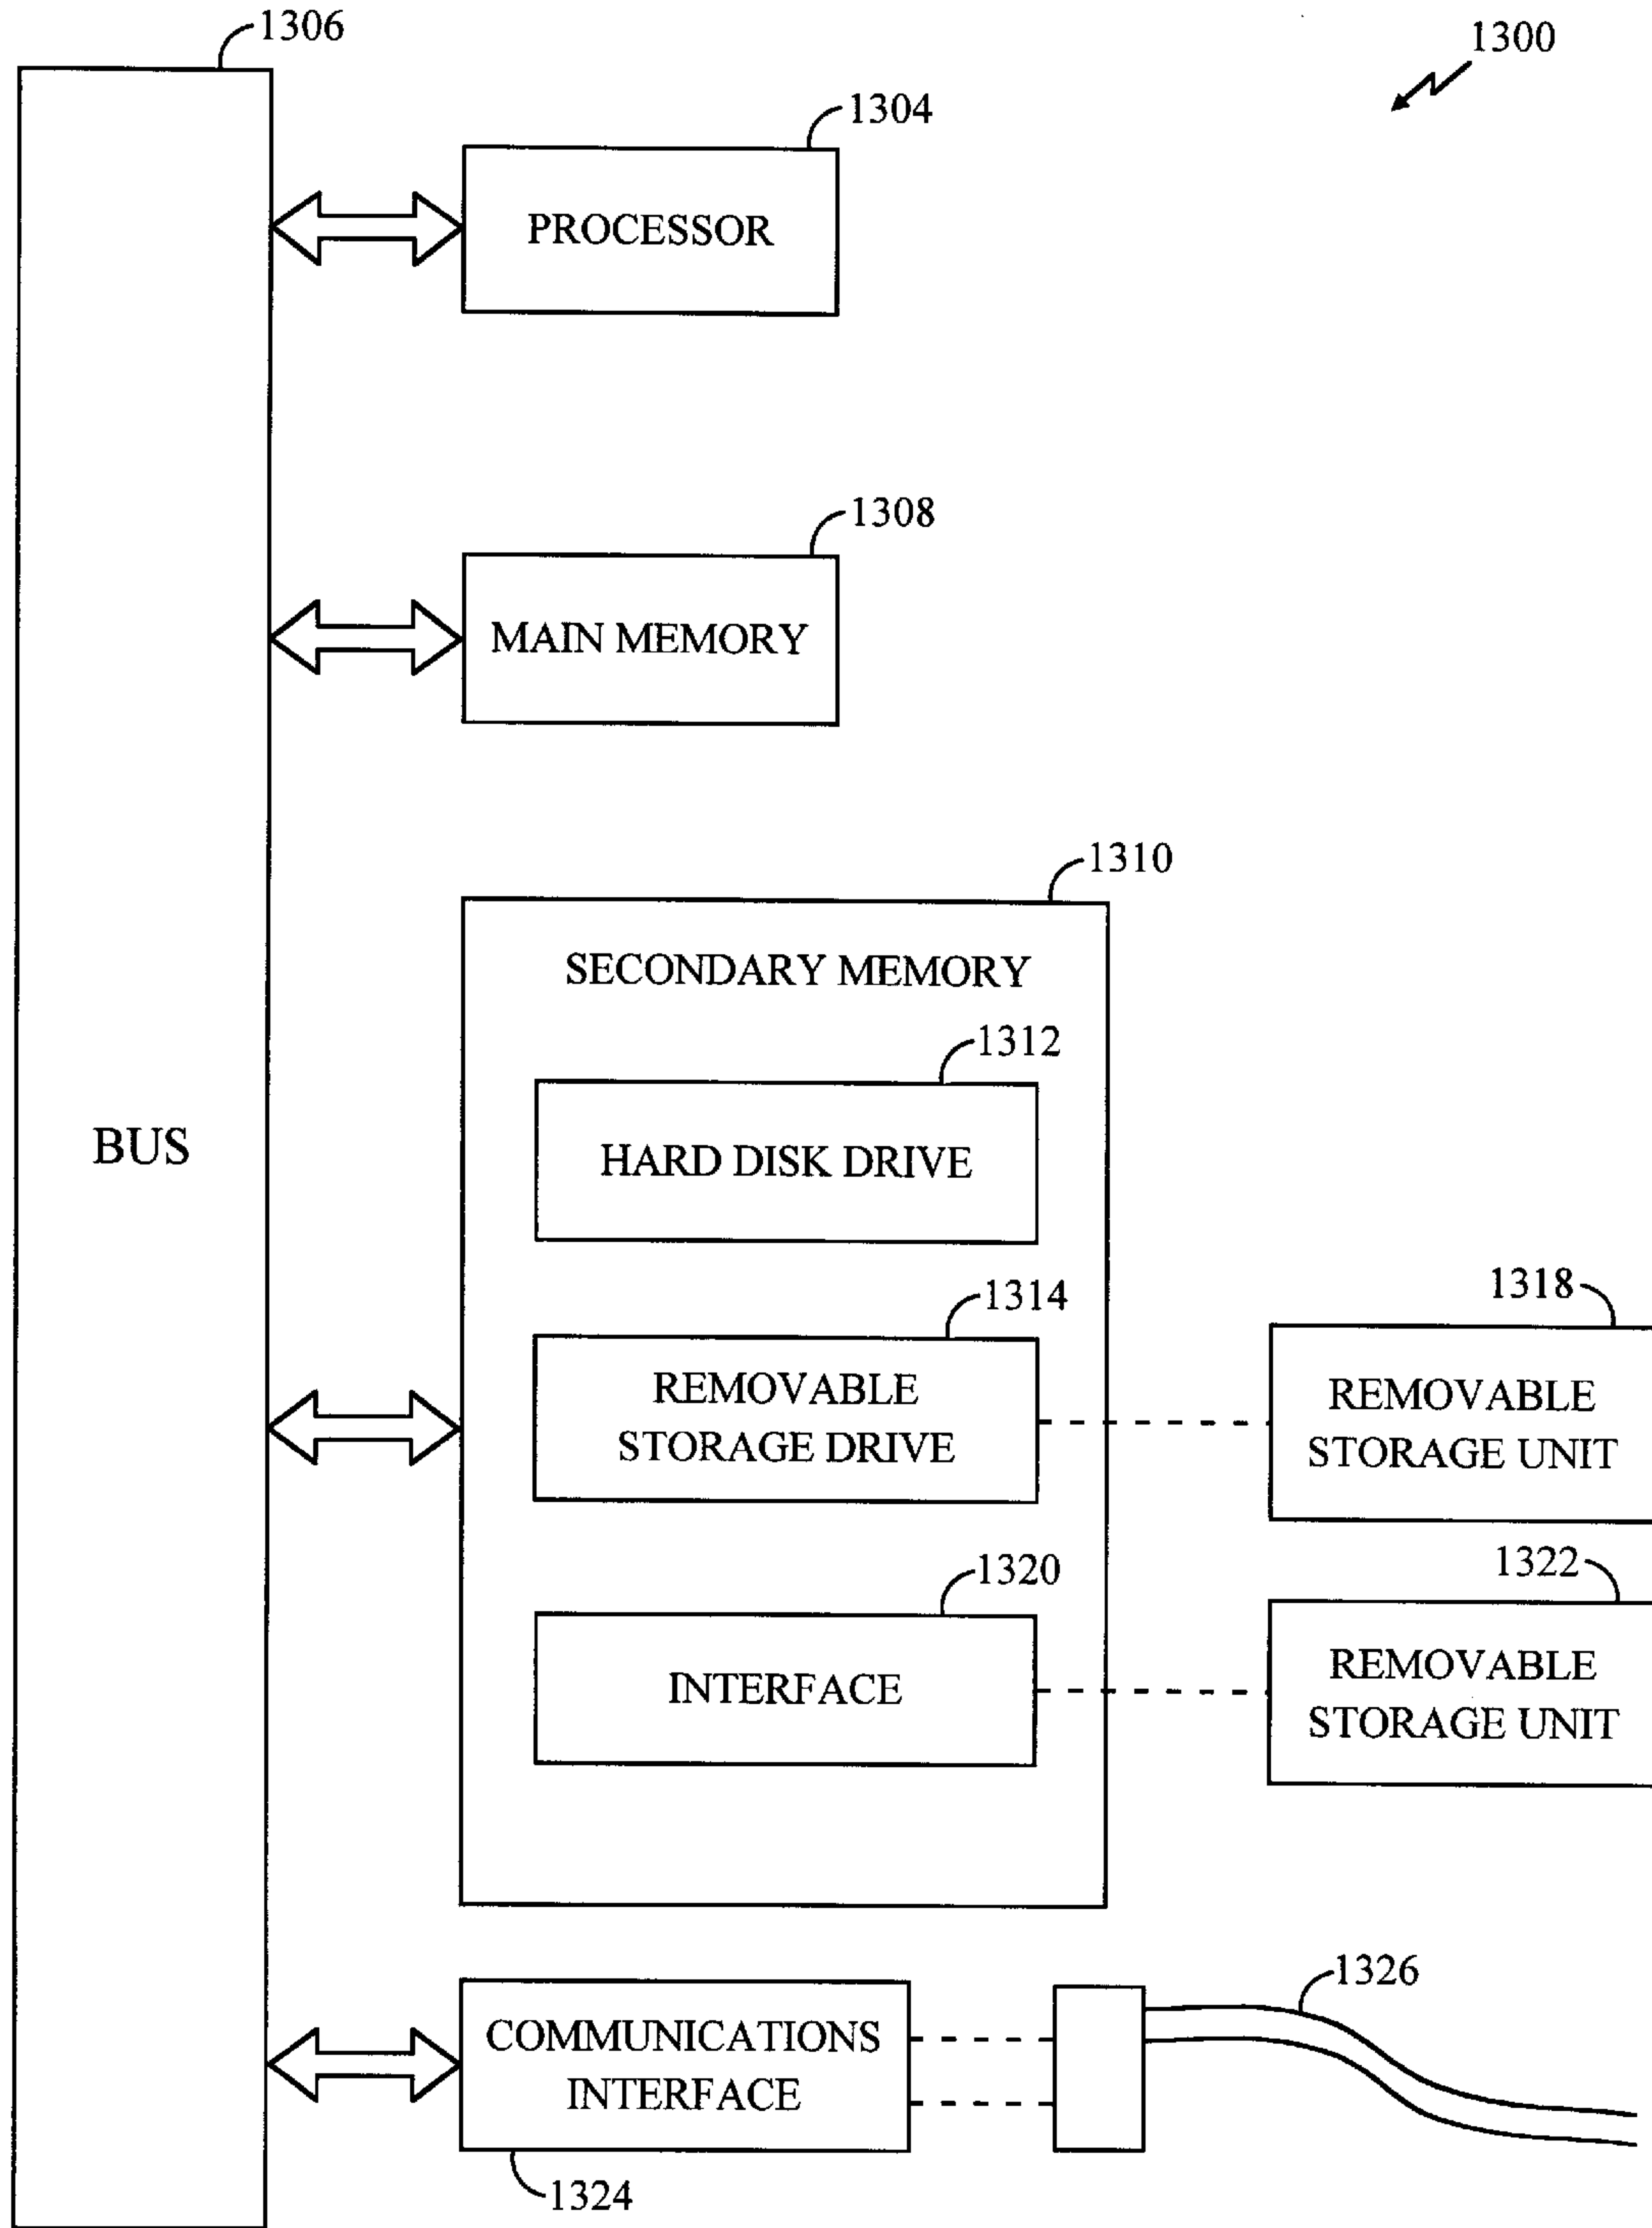 1306
1300
1304
PROCESSOR
1308
MAIN MEMORY
1310
SECONDARY MEMORY
1312
BUS
HARD DISK DRIVE
1314
1318
REMOVABLE
STORAGE DRIVE
REMOVABLE
STORAGE UNIT
1320
1322
INTERFACE
REMOVABLE
STORAGE UNIT
1326
COMMUNICATIONS
INTERFACE
1324